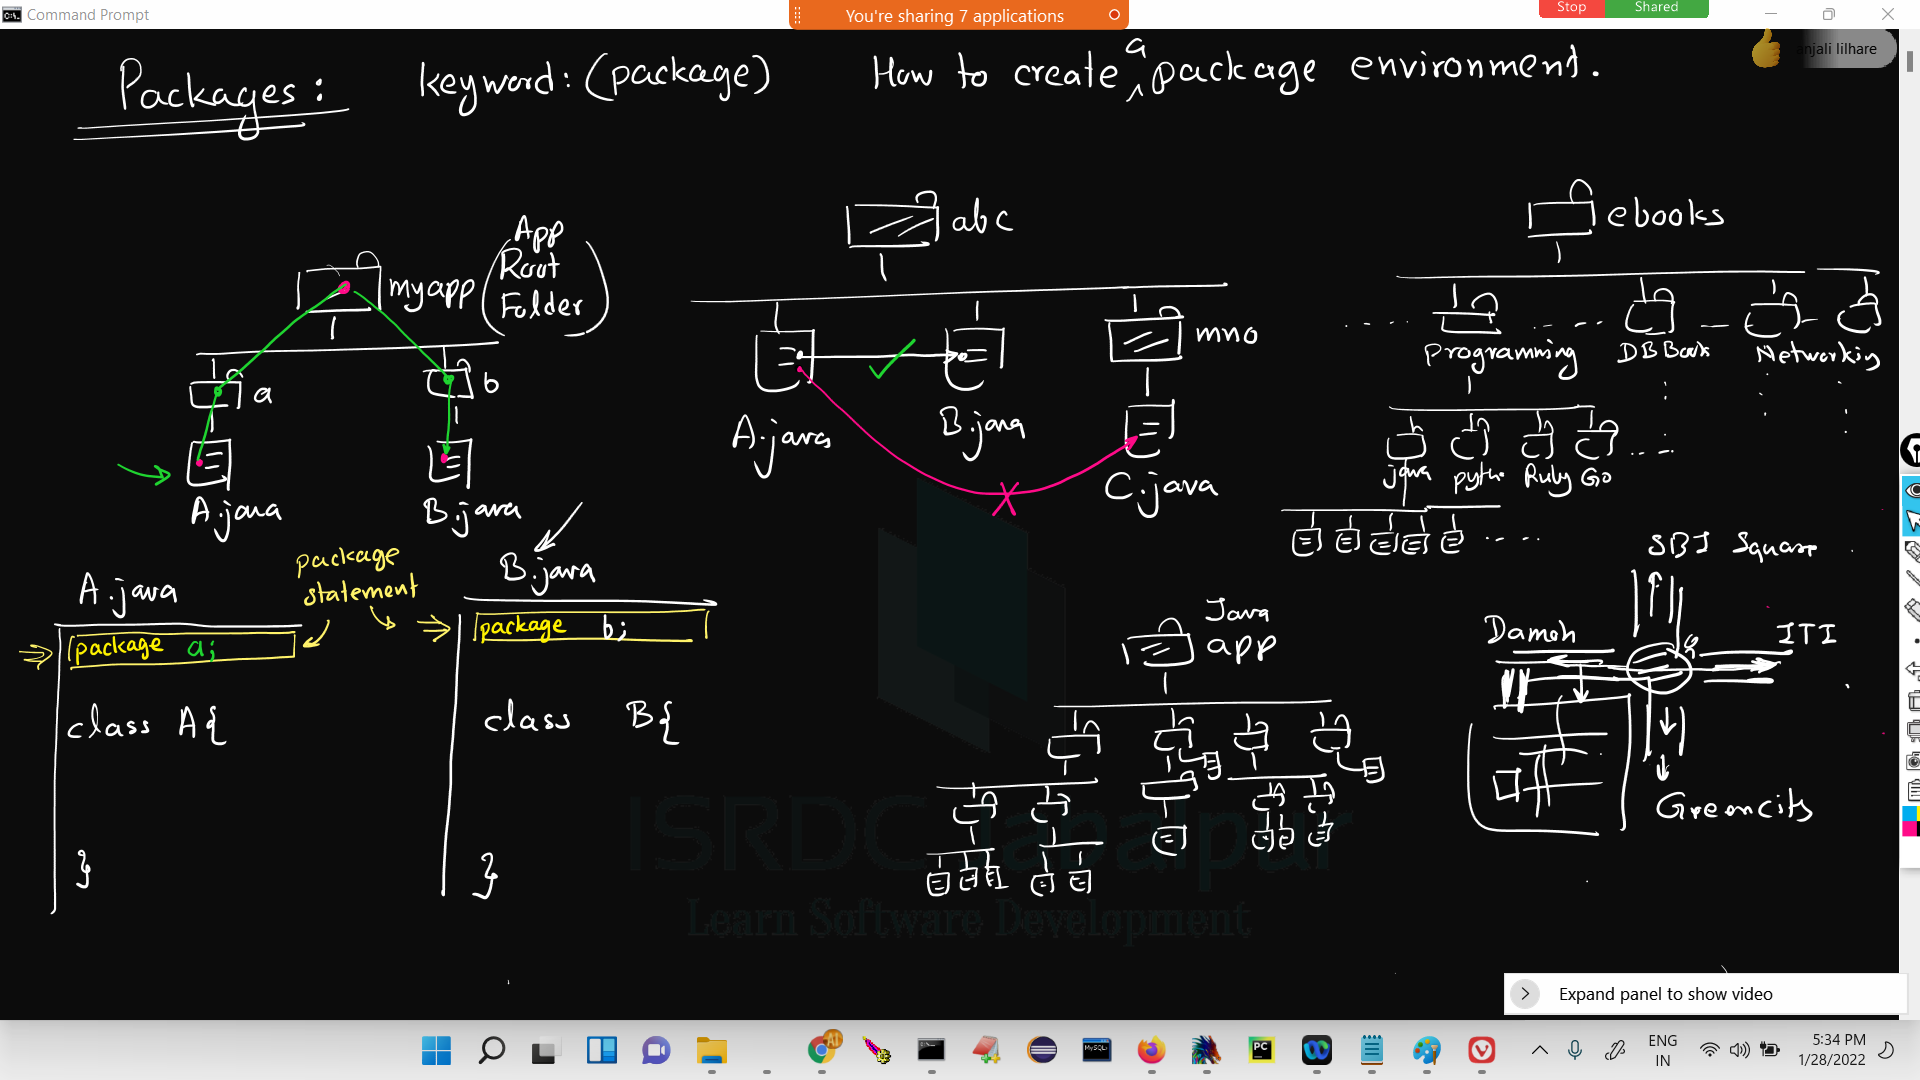 Command Prompt
You're sharing 7 applications
Stop
Shared
anjali lilhare
Packages:
keyword: (package)
How to create a package environment.
myapp
App
Root
Folder
a
b
A.java
B.java
abc
mno
A.java
B.java
C.java
ebooks
Programming
DB Book
Networking
java
Ruby
Go
package
statement
A.java
package a;
class A{
}
B.java
package b;
class B{
}
Java
app
SBI Square
Damoh
ITI
ISRDC Jabalpur
Learn Software Development
Expand panel to show video
ENG
IN
5:34 PM
1/28/2022